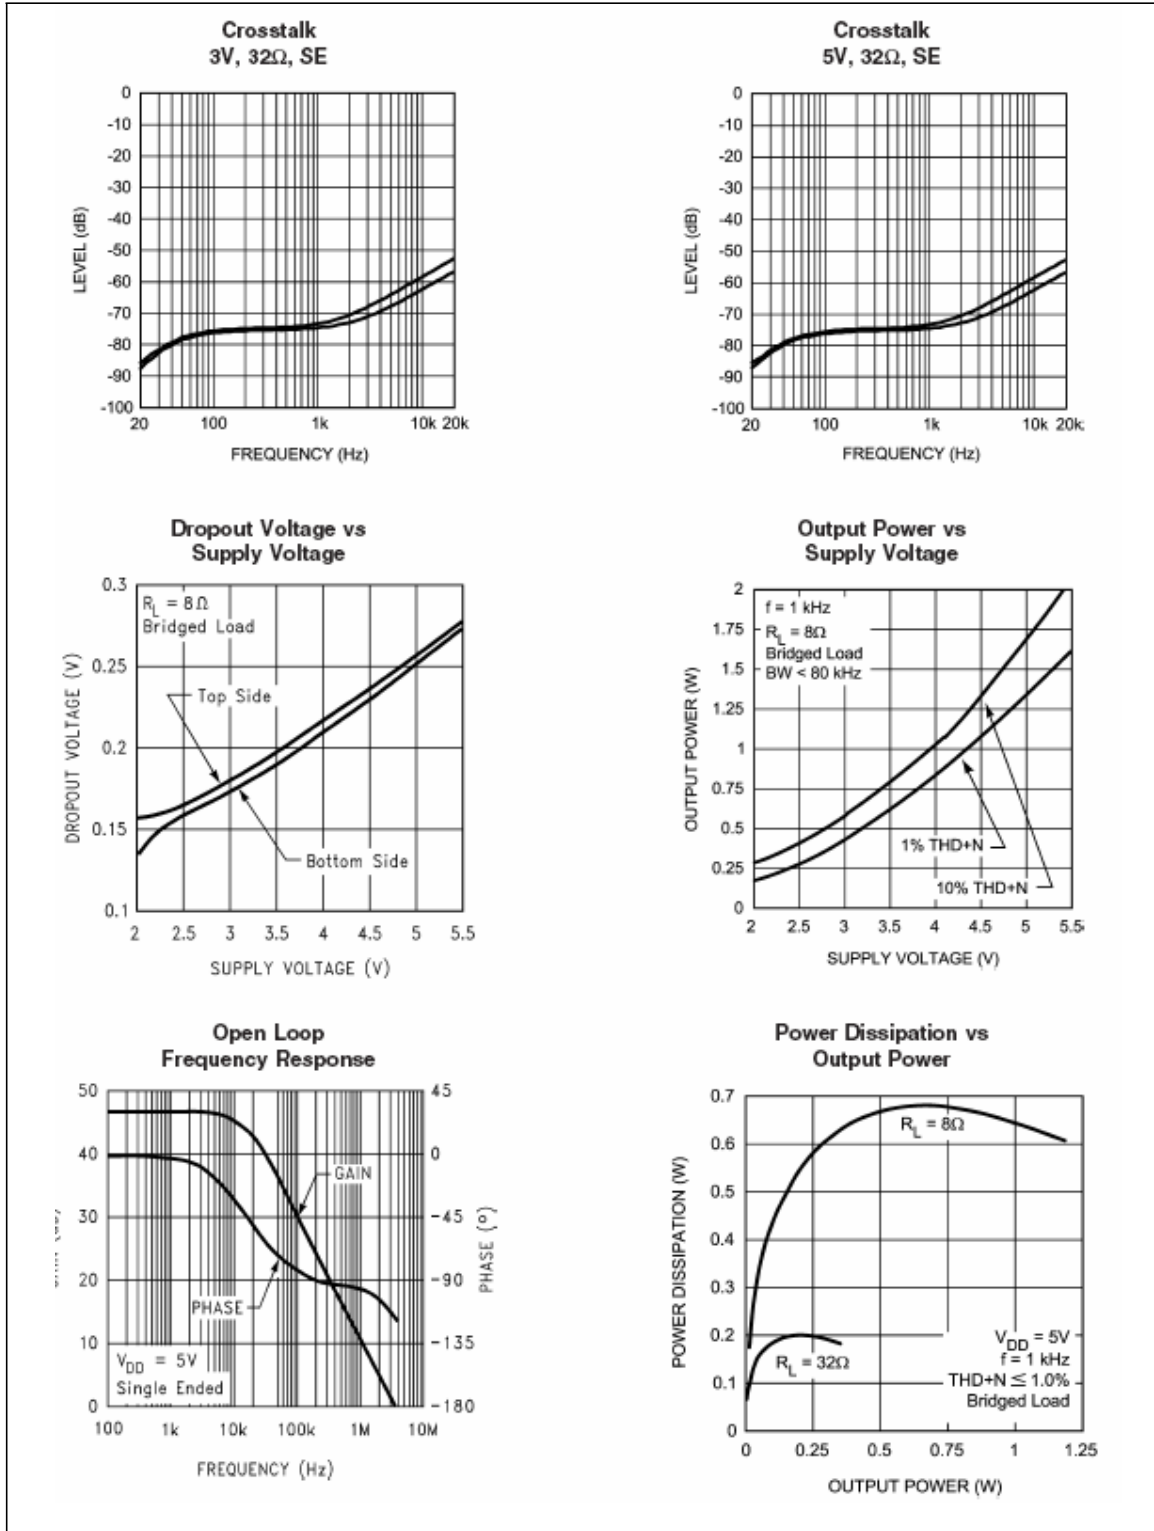 Crosstalk
3V, 32Ω, SE
0
-10
-20
-30
-40
-50
-60
-70
-80
-90
-100
LEVEL (dB)
20 100 1k 10k 20k
FREQUENCY (Hz)
Crosstalk
5V, 32Ω, SE
0
-10
-20
-30
-40
-50
-60
-70
-80
-90
-100
LEVEL (dB)
20 100 1k 10k 20k
FREQUENCY (Hz)
Dropout Voltage vs
Supply Voltage
0.3
0.25
0.2
0.15
0.1
DROPOUT VOLTAGE (V)
RL = 8Ω
Bridged Load
Top Side
Bottom Side
2 2.5 3 3.5 4 4.5 5 5.5
SUPPLY VOLTAGE (V)
Output Power vs
Supply Voltage
2
1.75
1.5
1.25
1
0.75
0.5
0.25
0
OUTPUT POWER (W)
f = 1 kHz
RL = 8Ω
Bridged Load
BW < 80 kHz
1% THD+N
10% THD+N
2 2.5 3 3.5 4 4.5 5 5.5
SUPPLY VOLTAGE (V)
Open Loop
Frequency Response
50
40
30
20
10
0
45
0
-45
-90
-135
-180
PHASE (°)
GAIN
PHASE
VDD = 5V
Single Ended
100 1k 10k 100k 1M 10M
FREQUENCY (Hz)
Power Dissipation vs
Output Power
0.7
0.6
0.5
0.4
0.3
0.2
0.1
0
POWER DISSIPATION (W)
RL = 8Ω
RL = 32Ω
VDD = 5V
f = 1 kHz
THD+N ≤ 1.0%
Bridged Load
0 0.25 0.5 0.75 1 1.25
OUTPUT POWER (W)